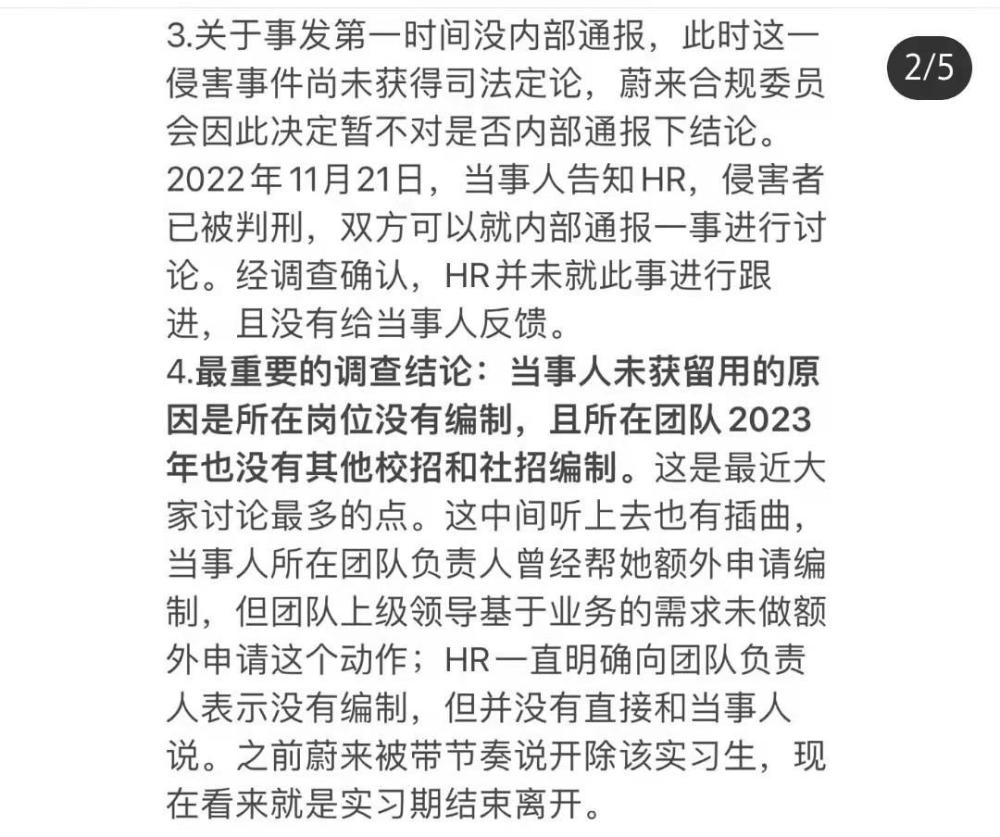 2/5
3.关于事发第一时间没内部通报，此时这一
侵害事件尚未获得司法定论，蔚来合规委员
会因此决定暂不对是否内部通报下结论。
2022年11月21日，当事人告知HR，侵害者
已被判刑，双方可以就内部通报一事进行讨
论。经调查确认，HR并未就此事进行跟
进，且没有给当事人反馈。
4.最重要的调查结论：当事人未获留用的原
因是所在岗位没有编制，且所在团队2023
年也没有其他校招和社招编制。这是最近大
家讨论最多的点。这中间听上去也有插曲，
当事人所在团队负责人曾经帮她额外申请编
制，但团队上级领导基于业务的需求未做额
外申请这个动作；HR一直明确向团队负责
人表示没有编制，但并没有直接和当事人
说。之前蔚来被带节奏说开除该实习生，现
在看来就是实习期结束离开。